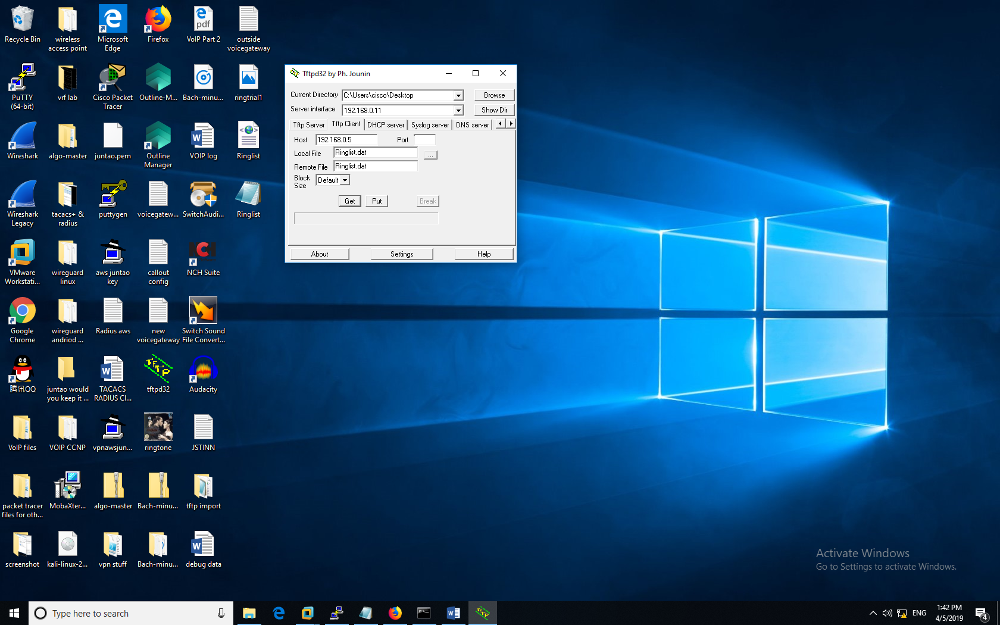 Recycle Bin
wireless
access point
Microsoft
Edge
Firefox
pdf
VoIP Part 2
outside
voicegateway
PuTTY
(64-bit)
vrf lab
Cisco Packet
Tracer
Outline-M...
Bach-minu...
ringtrial1
Wireshark
algo-master
juntao.pem
Outline
Manager
VOIP log
Ringlist
Wireshark
Legacy
tacacs+ &
radius
puttygen
voicegatew...
SwitchAudi...
Ringlist
VMware
Workstati...
wireguard
linux
aws juntao
key
callout
config
NCH Suite
Google
Chrome
wireguard
andriod ...
Radius aws
new
voicegateway
Switch Sound
File Convert...
腾讯QQ
juntao would
you keep it ...
TACACS
RADIUS Cl...
TFTP
tftpd32
Audacity
VoIP files
VOIP CCNP
vpnawsjun...
ringtone
JSTINN
packet tracer
files for oth...
MobaXter...
algo-master
Bach-minu...
tftp import
screenshot
kali-linux-2...
vpn stuff
Bach-minu...
debug data
Tftpd32 by Ph. Jounin
Current Directory C:\Users\cisco\Desktop Browse
Server interface 192.168.0.11 Show Dir
Tftp Server Tftp Client DHCP server Syslog server DNS server
Host 192.168.0.5 Port
Local File Ringlist.dat ...
Remote File Ringlist.dat
Block
Size
Default
Get Put Break
About Settings Help
Activate Windows
Go to Settings to activate Windows.
Type here to search
ENG
1:42 PM
4/5/2019
4